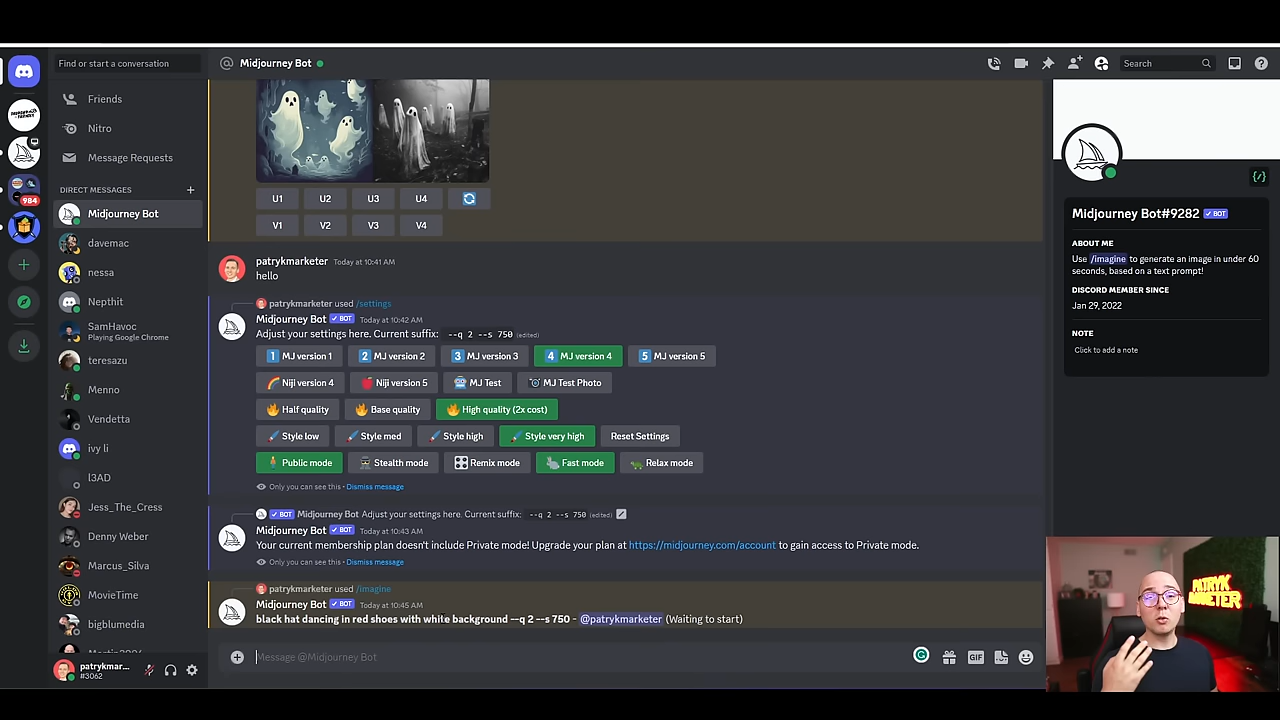 Find or start a conversation
Midjourney Bot
Search
Friends
Nitro
Message Requests
DIRECT MESSAGES
Midjourney Bot
davemac
nessa
Nepthit
SamHavoc
Playing Google Chrome
teresazu
Menno
Vendetta
ivy li
l3AD
Jess_The_Cress
Denny Weber
Marcus_Silva
MovieTime
bigblumedia
984
patrykmar...
#3062
U1 U2 U3 U4
V1 V2 V3 V4
patrykmarketer Today at 10:41 AM
hello
patrykmarketer used /settings
Midjourney Bot BOT Today at 10:42 AM
Adjust your settings here. Current suffix: --q 2 --s 750 (edited)
1 MJ version 1 2 MJ version 2 3 MJ version 3 4 MJ version 4 5 MJ version 5
Niji version 4 Niji version 5 MJ Test MJ Test Photo
Half quality Base quality High quality (2x cost)
Style low Style med Style high Style very high Reset Settings
Public mode Stealth mode Remix mode Fast mode Relax mode
Only you can see this • Dismiss message
BOT Midjourney Bot Adjust your settings here. Current suffix: --q 2 --s 750 (edited)
Midjourney Bot BOT Today at 10:43 AM
Your current membership plan doesn't include Private mode! Upgrade your plan at https://midjourney.com/account to gain access to Private mode.
Only you can see this • Dismiss message
patrykmarketer used /imagine
Midjourney Bot BOT Today at 10:45 AM
black hat dancing in red shoes with white background --q 2 --s 750 - @patrykmarketer (Waiting to start)
Message @Midjourney Bot
GIF
Midjourney Bot#9282 BOT
ABOUT ME
Use /imagine to generate an image in under 60
seconds, based on a text prompt!
DISCORD MEMBER SINCE
Jan 29, 2022
NOTE
Click to add a note
PATRYK
MARKETER